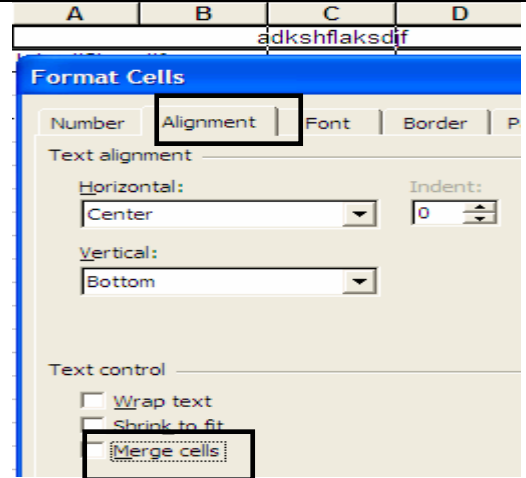 A B C D
adkshflaksdjf
Format Cells
Number Alignment Font Border P
Text alignment
Horizontal: Indent:
Center 0
Vertical:
Bottom
Text control
Wrap text
Shrink to fit
Merge cells